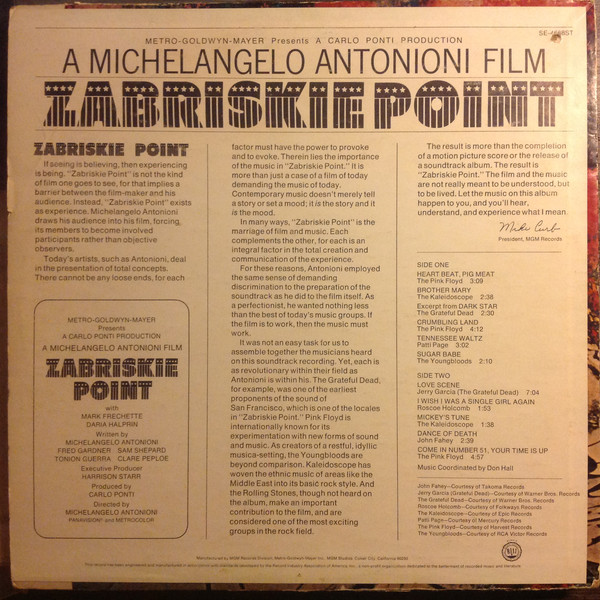 METRO-GOLDWYN-MAYER Presents A CARLO PONTI PRODUCTION
A MICHELANGELO ANTONIONI FILM
ZABRISKIE POINT
ZABRISKIE POINT
If seeing is believing, then experiencing
is being. "Zabriskie Point" is not the kind
of film one goes to see, for that implies a
barrier between the film-maker and his
audience. Instead, "Zabriskie Point" exists
as experience. Michelangelo Antonioni
draws his audience into his film, forcing,
its members to become involved
participants rather than objective
observers.
Today's artists, such as Antonioni, deal
in the presentation of total concepts.
There cannot be any loose ends, for each
METRO-GOLDWYN-MAYER
Presents
A CARLO PONTI PRODUCTION
A MICHELANGELO ANTONIONI FILM
ZABRISKIE
POINT
with
MARK FRECHETTE
DARIA HALPRIN
Written by
MICHELANGELO ANTONIONI
FRED GARDNER SAM SHEPARD
TONION GUERRA CLARE PEPLOE
Executive Producer
HARRISON STARR
Produced by
CARLO PONTI
Directed by
MICHELANGELO ANTONIONI
PANAVISION® and METROCOLOR
factor must have the power to provoke
and to evoke. Therein lies the importance
of the music in "Zabriskie Point." It is
more than just a case of a film of today
demanding the music of today.
Contemporary music doesn't merely tell
a story or set a mood; it is the story and it
is the mood.
In many ways, "Zabriskie Point" is the
marriage of film and music. Each
complements the other, for each is an
integral factor in the total creation and
communication of the experience.
For these reasons, Antonioni employed
the same sense of demanding
discrimination to the preparation of the
soundtrack as he did to the film itself. As
a perfectionist, he wanted nothing less
than the best of today's music groups. If
the film is to work, then the music must
work.
It was not an easy task for us to
assemble together the musicians heard
on this soundtrack recording. Yet, each is
as revolutionary within their field as
Antonioni is within his. The Grateful Dead,
for example, was one of the earliest
proponents of the sound of
San Francisco, which is one of the locales
in "Zabriskie Point." Pink Floyd is
internationally known for its
experimentation with new forms of sound
and music. As creators of a restful, idyllic
musica-setting, the Youngbloods are
beyond comparison. Kaleidoscope has
woven the ethnic music of areas like the
Middle East into its basic rock style. And
the Rolling Stones, though not heard on
the album, make an important
contribution to the film, and are
considered one of the most exciting
groups in the rock field.
The result is more than the completion
of a motion picture score or the release of
a soundtrack album. The result is
"Zabriskie Point." The film and the music
are not really meant to be understood, but
to be lived. Let the music on this album
happen to you, and you'll hear,
understand, and experience what I mean.
Mike Curb
President, MGM Records
SIDE ONE
HEART BEAT, PIG MEAT
The Pink Floyd 3:09
BROTHER MARY
The Kaleidoscope 2:38
Excerpt from DARK STAR
The Grateful Dead 2:30
CRUMBLING LAND
The Pink Floyd 4:12
TENNESSEE WALTZ
Patti Page 3:02
SUGAR BABE
The Youngbloods 2:10
SIDE TWO
LOVE SCENE
Jerry Garcia (The Grateful Dead) 7:04
I WISH I WAS A SINGLE GIRL AGAIN
Roscoe Holcomb 1:53
MICKEY'S TUNE
The Kaleidoscope 1:38
DANCE OF DEATH
John Fahey 2:39
COME IN NUMBER 51, YOUR TIME IS UP
The Pink Floyd 4:57
Music Coordinated by Don Hall
John Fahey—Courtesy of Takoma Records
Jerry Garcia (Grateful Dead)—Courtesy of Warner Bros. Records
The Grateful Dead—Courtesy of Warner Bros. Records
Roscoe Holcomb—Courtesy of Folkways Records
The Kaleidoscope—Courtesy of Epic Records
Patti Page—Courtesy of Mercury Records
The Pink Floyd—Courtesy of Harvest Records
The Youngbloods—Courtesy of RCA Victor Records